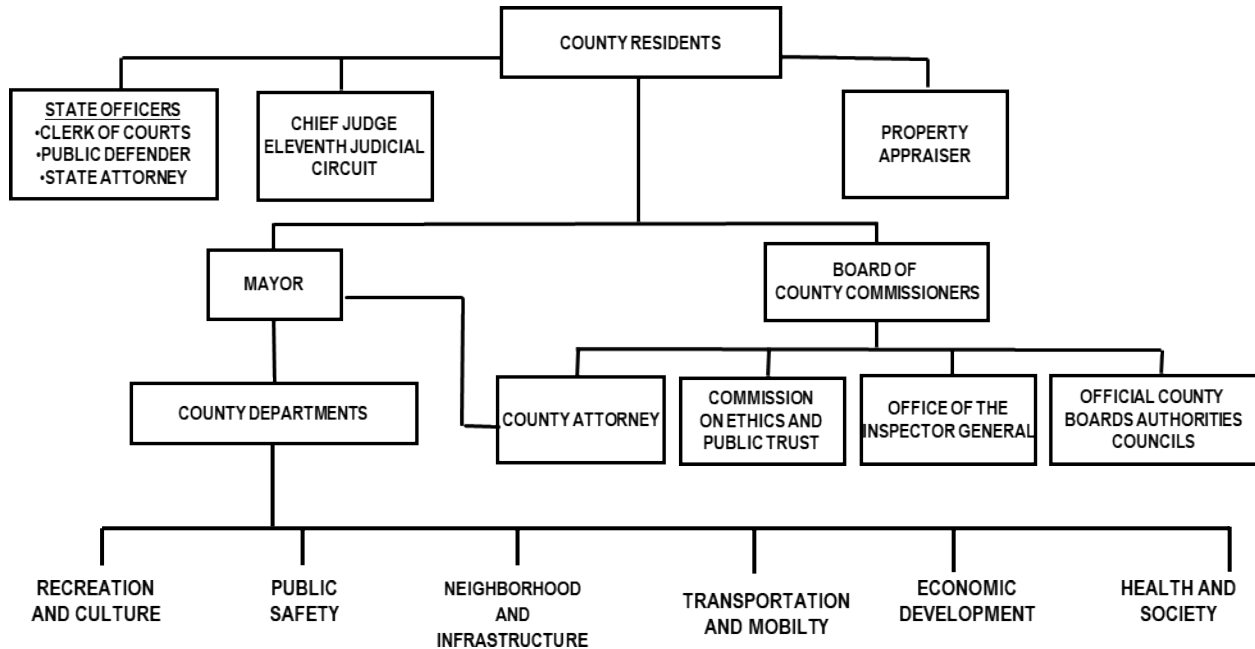 COUNTY RESIDENTS
STATE OFFICERS
•CLERK OF COURTS
•PUBLIC DEFENDER
•STATE ATTORNEY
CHIEF JUDGE
ELEVENTH JUDICIAL
CIRCUIT
PROPERTY
APPRAISER
MAYOR
BOARD OF
COUNTY COMMISSIONERS
COUNTY DEPARTMENTS
COUNTY ATTORNEY
COMMISSION
ON ETHICS AND
PUBLIC TRUST
OFFICE OF THE
INSPECTOR GENERAL
OFFICIAL COUNTY
BOARDS AUTHORITIES
COUNCILS
RECREATION
AND CULTURE
PUBLIC
SAFETY
NEIGHBORHOOD
AND
INFRASTRUCTURE
TRANSPORTATION
AND MOBILTY
ECONOMIC
DEVELOPMENT
HEALTH AND
SOCIETY